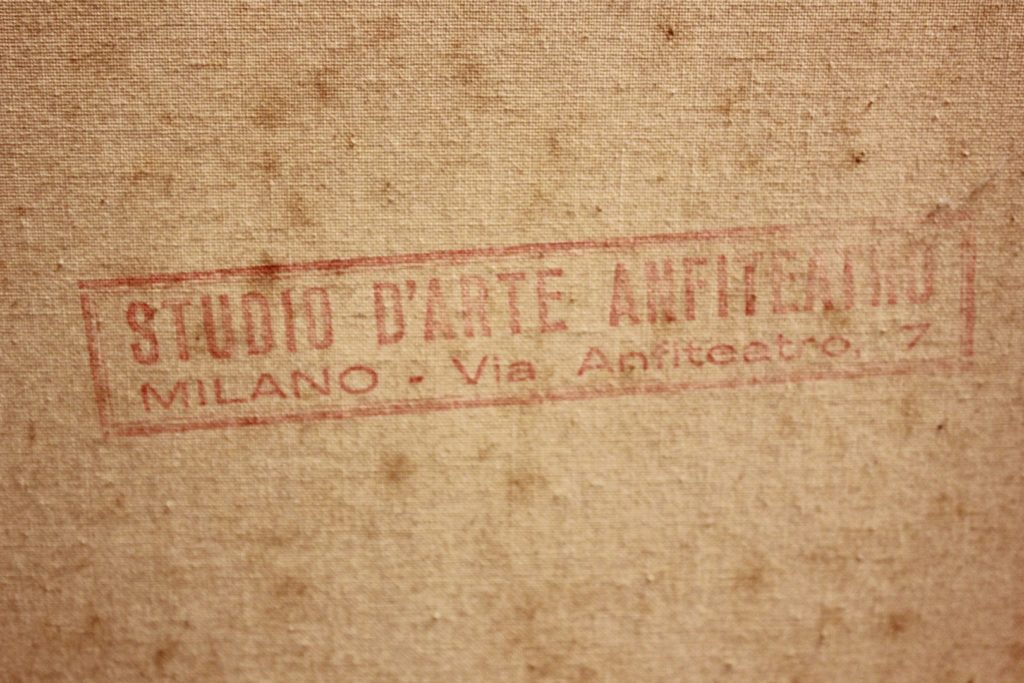 STUDIO D'ARTE ANFITEATRO
MILANO - Via Anfiteatro, 7